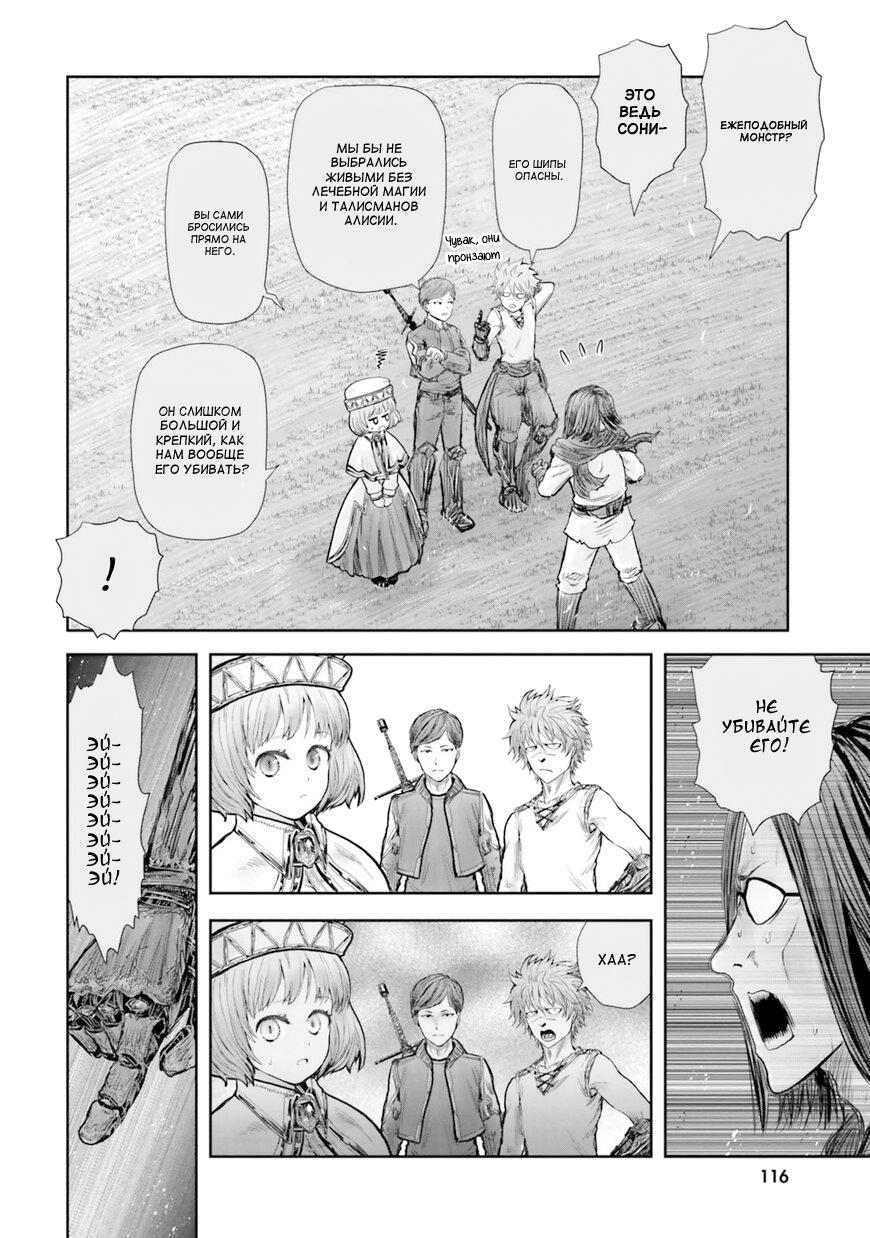 ЕЖЕПОДОБНЫЙ
МОНСТР?
ЭТО
ВЕДЬ
СОНИ-
ЕГО ШИПЫ
ОПАСНЫ.
Чувак, они
пронзают
МЫ БЫ НЕ
ВЫБРАЛИСЬ
ЖИВЫМИ БЕЗ
ЛЕЧЕБНОЙ МАГИИ
И ТАЛИСМАНОВ
АЛИСИИ.
ВЫ САМИ
БРОСИЛИСЬ
ПРЯМО НА
НЕГО.
ОН СЛИШКОМ
БОЛЬШОЙ И
КРЕПКИЙ, КАК
НАМ ВООБЩЕ
ЕГО УБИВАТЬ?
!
НЕ
УБИВАЙТЕ
ЕГО!
ХАА?
ЭЙ-
ЭЙ-
ЭЙ-
ЭЙ-
ЭЙ-
ЭЙ-
ЭЙ-
ЭЙ!
116